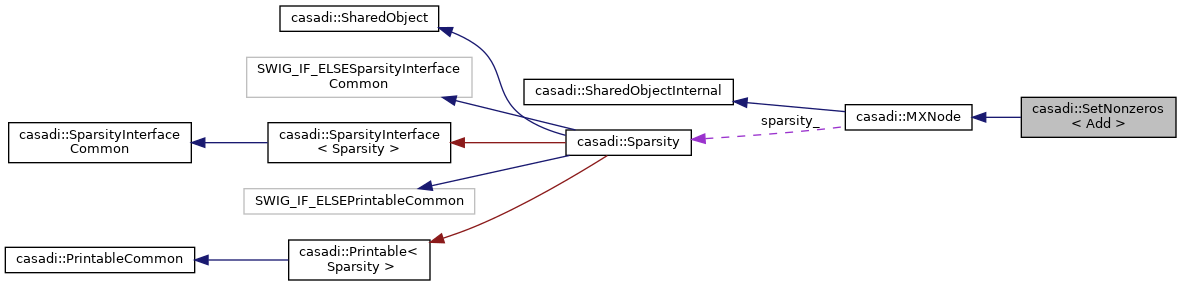 casadi::SharedObject
SWIG_IF_ELSESparsityInterface
Common
casadi::SharedObjectInternal
casadi::SetNonzeros
< Add >
casadi::MXNode
sparsity_
casadi::SparsityInterface
Common
casadi::SparsityInterface
< Sparsity >
casadi::Sparsity
SWIG_IF_ELSEPrintableCommon
casadi::PrintableCommon
casadi::Printable<
Sparsity >